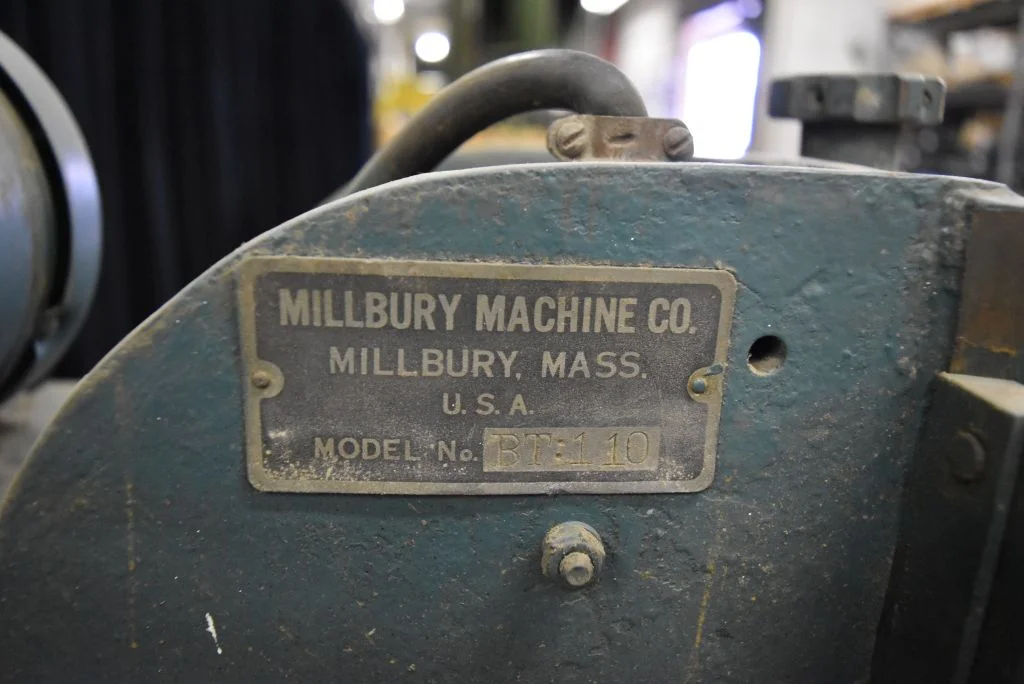 MILLBURY MACHINE CO.
MILLBURY, MASS.
U.S.A.
MODEL No. BT:110